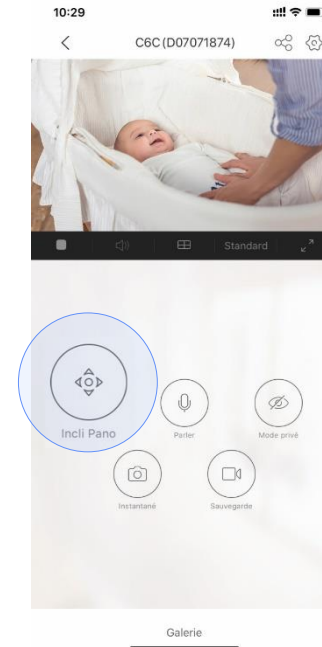 10:29
C6C (D07071874)
Standard
Incli Pano
Parler
Mode privé
Instantané
Sauvegarde
Galerie